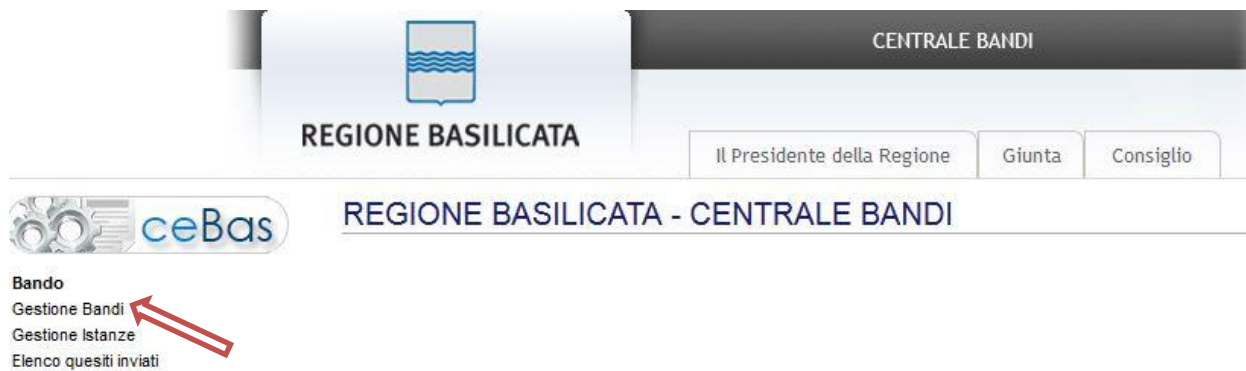 CENTRALE BANDI
REGIONE BASILICATA
Il Presidente della Regione Giunta Consiglio
ceBas
REGIONE BASILICATA - CENTRALE BANDI
Bando
Gestione Bandi
Gestione Istanze
Elenco quesiti inviati